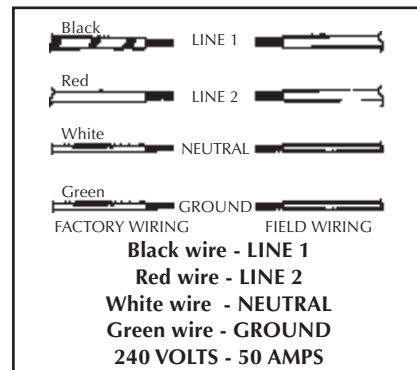 Black
LINE 1
Red
LINE 2
White
NEUTRAL
Green
GROUND
FACTORY WIRING FIELD WIRING
Black wire - LINE 1
Red wire - LINE 2
White wire - NEUTRAL
Green wire - GROUND
240 VOLTS - 50 AMPS